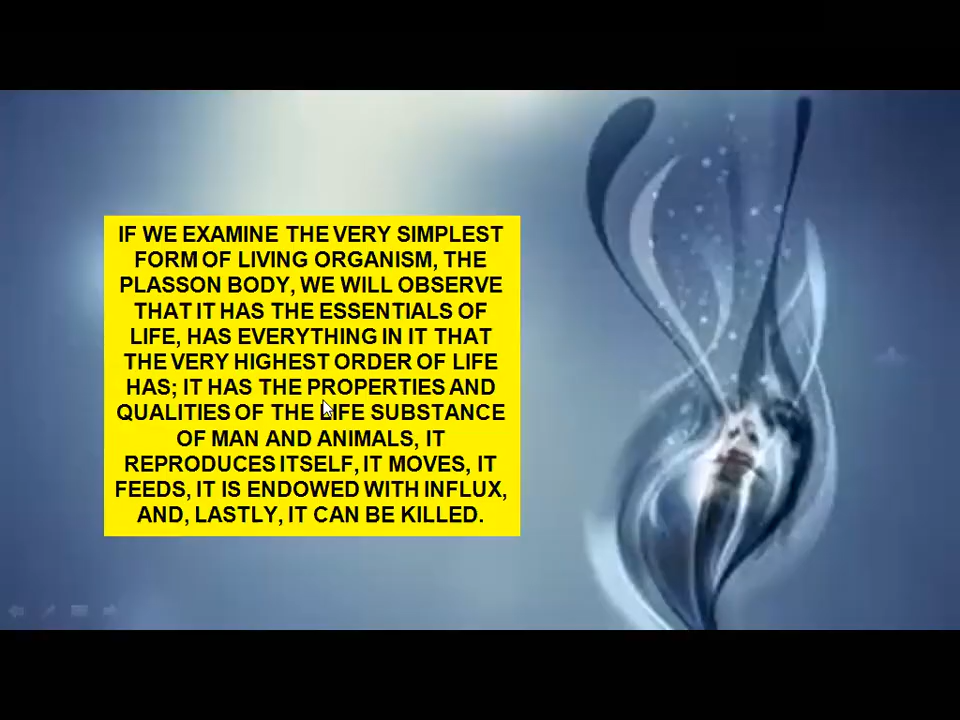 IF WE EXAMINE THE VERY SIMPLEST
FORM OF LIVING ORGANISM, THE
PLASSON BODY, WE WILL OBSERVE
THAT IT HAS THE ESSENTIALS OF
LIFE, HAS EVERYTHING IN IT THAT
THE VERY HIGHEST ORDER OF LIFE
HAS; IT HAS THE PROPERTIES AND
QUALITIES OF THE LIFE SUBSTANCE
OF MAN AND ANIMALS, IT
REPRODUCES ITSELF, IT MOVES, IT
FEEDS, IT IS ENDOWED WITH INFLUX,
AND, LASTLY, IT CAN BE KILLED.